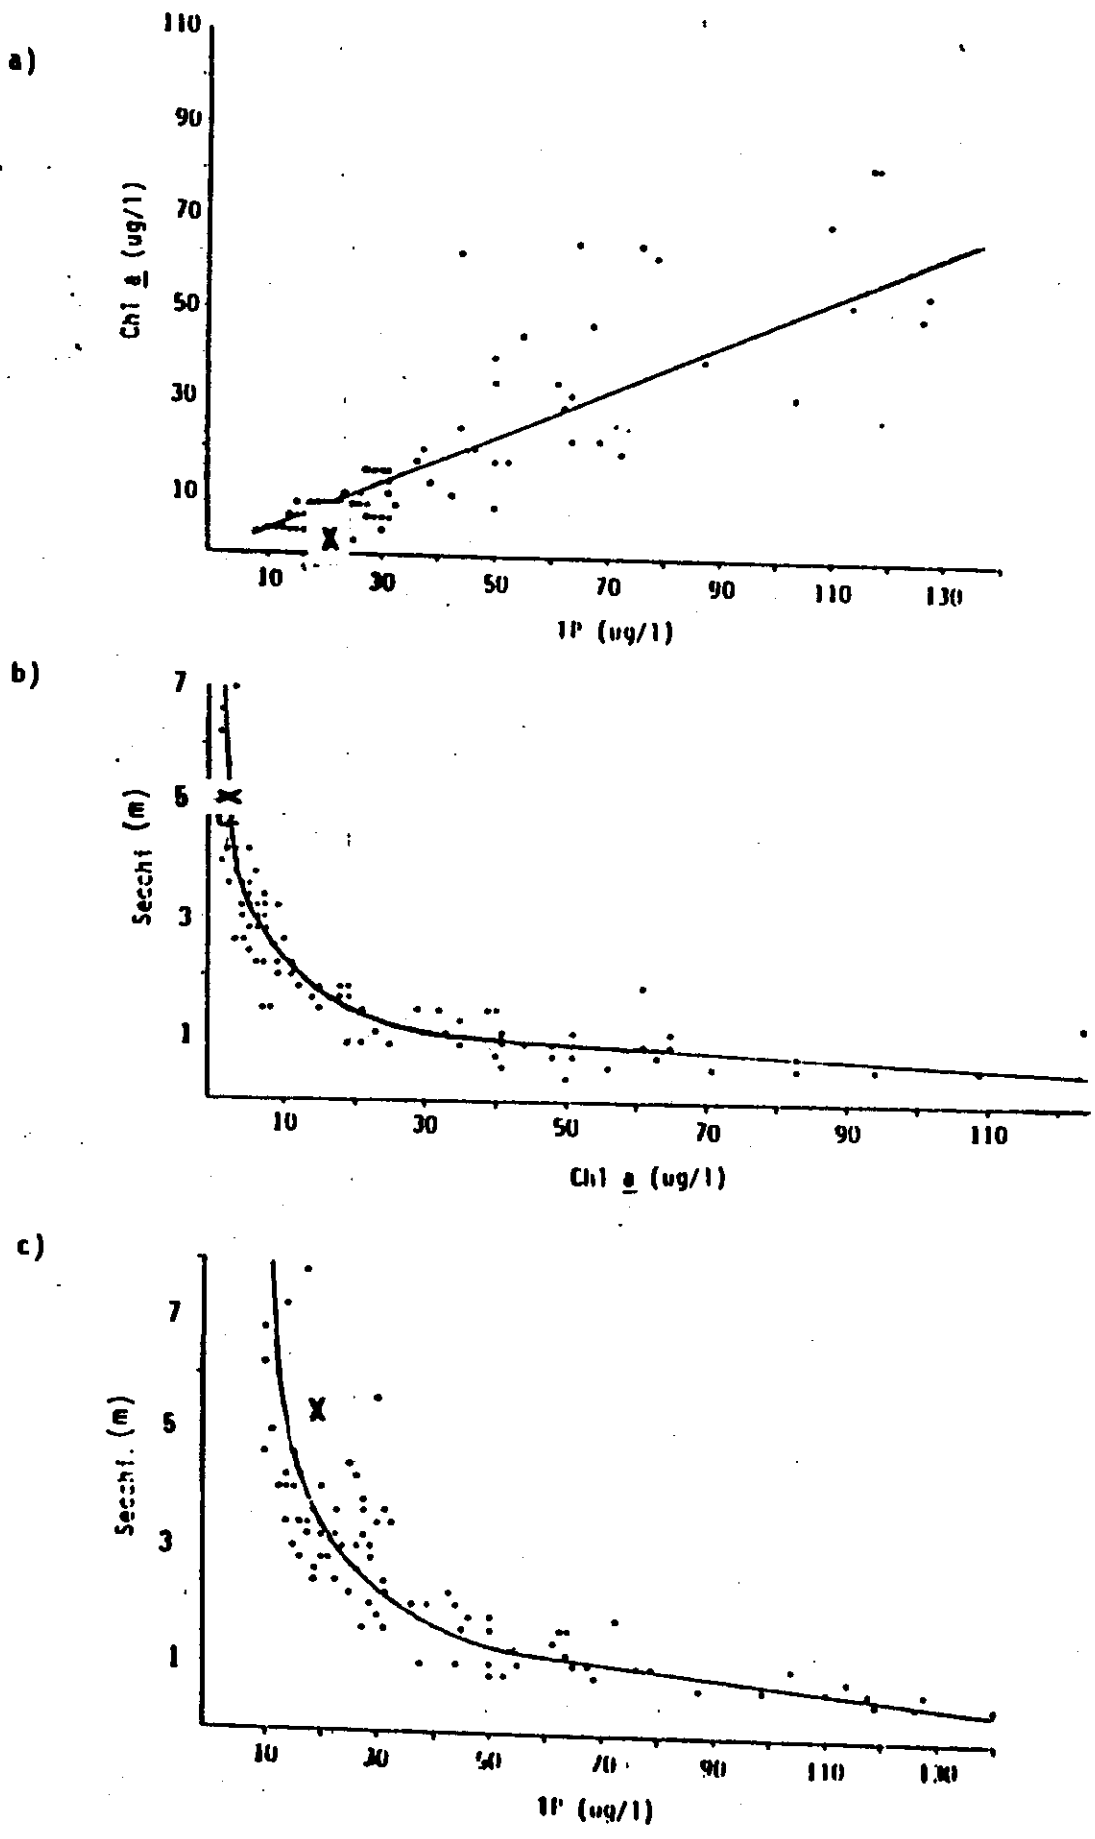 a)
110
90
70
50
30
10
Chl a (ug/l)
X
10 30 50 70 90 110 130
TP (ug/l)
b)
7
5
3
1
Secchi (m)
X
10 30 50 70 90 110
Chl a (ug/l)
c)
7
5
3
1
Secchi. (m)
X
10 30 50 70 90 110 130
TP (ug/l)